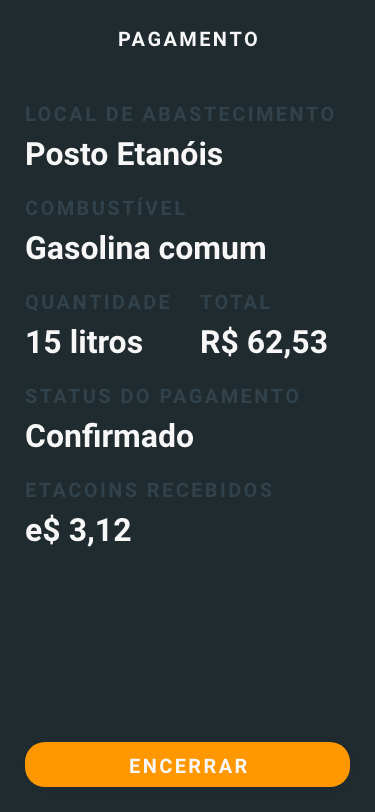 PAGAMENTO
LOCAL DE ABASTECIMENTO
Posto Etanóis
COMBUSTÍVEL
Gasolina comum
QUANTIDADE TOTAL
15 litros R$ 62,53
STATUS DO PAGAMENTO
Confirmado
ETACOINS RECEBIDOS
e$ 3,12
ENCERRAR